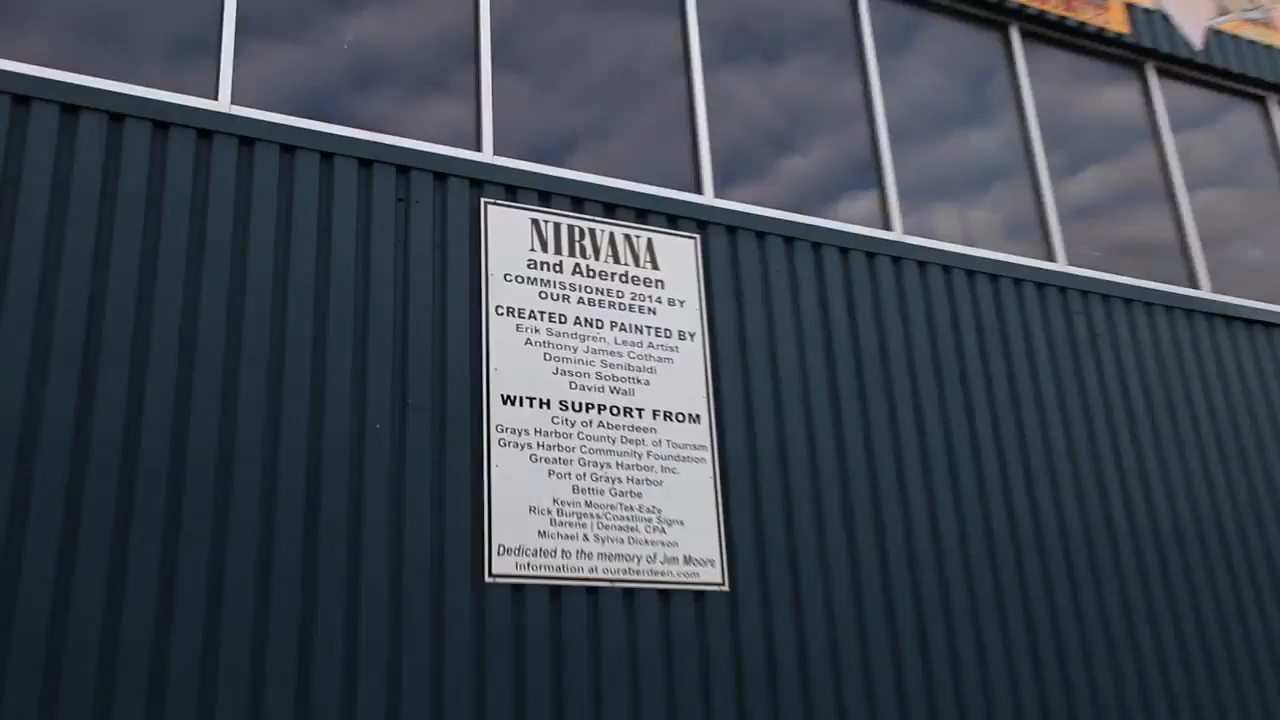 NIRVANA
and Aberdeen
COMMISSIONED 2014 BY
OUR ABERDEEN
CREATED AND PAINTED BY
Erik Sandgren, Lead Artist
Anthony James Cotham
Dominic Senibaldi
Jason Sobottka
David Wall
WITH SUPPORT FROM
City of Aberdeen
Grays Harbor County Dept. of Tourism
Grays Harbor Community Foundation
Greater Grays Harbor, Inc.
Port of Grays Harbor
Bettie Garbe
Kevin Moore/Tek-EaZe
Rick Burgess/Coastline Signs
Barene | Denadel, CPA
Michael & Sylvia Dickerson
Dedicated to the memory of Jim Moore
Information at ouraberdeen.com